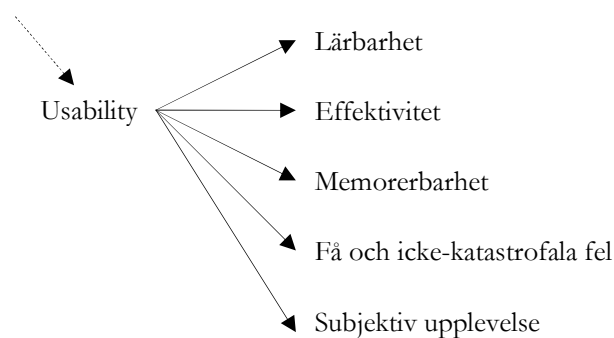 Lärbarhet
Usability
Effektivitet
Memorerbarhet
Få och icke-katastrofala fel
Subjektiv upplevelse